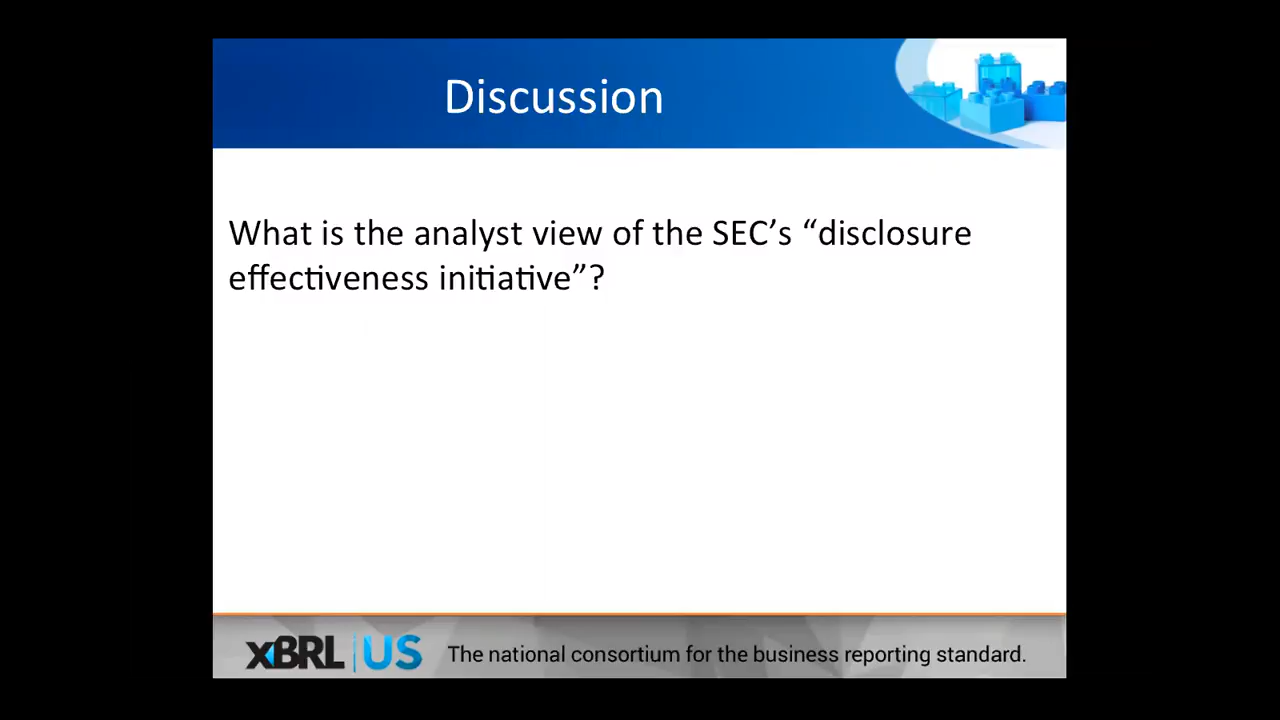 Discussion
What is the analyst view of the SEC’s “disclosure
effectiveness initiative”?
XBRL US The national consortium for the business reporting standard.